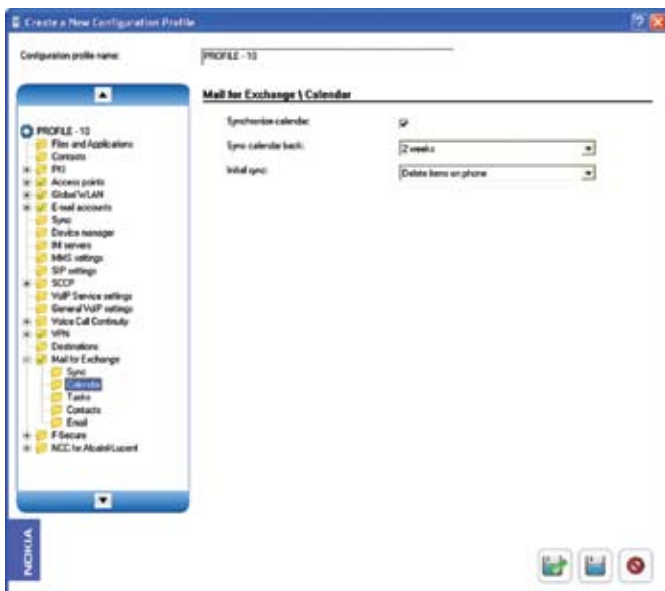 Create a New Configuration Profile
Configuration profile name:
PROFILE - 10
Mail for Exchange \ Calendar
Synchronize calendar:
Sync calendar back:
2 weeks
Initial sync:
Delete items on phone
PROFILE - 10
Files and Applications
Contacts
PKI
Access points
Global WLAN
E-mail accounts
Sync
Device manager
IM servers
MMS settings
SIP settings
SCCP
VoIP Service settings
General VoIP settings
Voice Call Continuity
VPN
Destinations
Mail for Exchange
Sync
Calendar
Tasks
Contacts
Email
F-Secure
NCC for Alcatel-Lucent
NOKIA